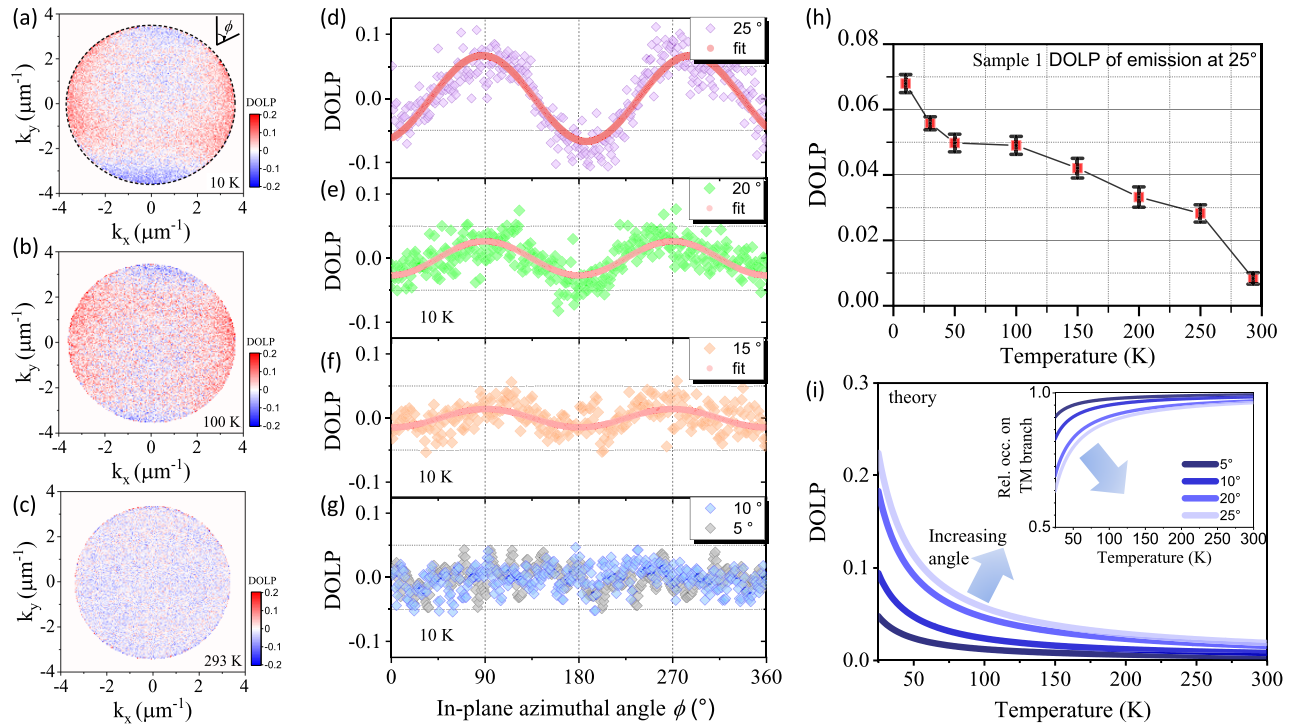 (a)
ϕ
k_y (μm⁻¹)
4
2
0
-2
-4
-4 -2 0 2 4
k_x (μm⁻¹)
10 K
DOLP
0.2
0.1
0
-0.1
-0.2
(b)
k_y (μm⁻¹)
4
2
0
-2
-4
-4 -2 0 2 4
k_x (μm⁻¹)
100 K
DOLP
0.2
0.1
0
-0.1
-0.2
(c)
k_y (μm⁻¹)
4
2
0
-2
-4
-4 -2 0 2 4
k_x (μm⁻¹)
293 K
DOLP
0.2
0.1
0
-0.1
-0.2
(d)
DOLP
0.1
0.0
-0.1
25 °
fit
(e)
DOLP
0.1
0.0
-0.1
20 °
fit
10 K
(f)
DOLP
0.1
0.0
-0.1
15 °
fit
10 K
(g)
DOLP
0.1
0.0
-0.1
10 °
5 °
10 K
0 90 180 270 360
In-plane azimuthal angle ϕ (°)
(h)
Sample 1 DOLP of emission at 25°
DOLP
0.08
0.06
0.04
0.02
0.00
0 50 100 150 200 250 300
Temperature (K)
(i)
theory
DOLP
0.3
0.2
0.1
0.0
50 100 150 200 250 300
Temperature (K)
Increasing
angle
Rel. occ. on
TM branch
1.0
0.5
50 100 150 200 250 300
Temperature (K)
5°
10°
20°
25°